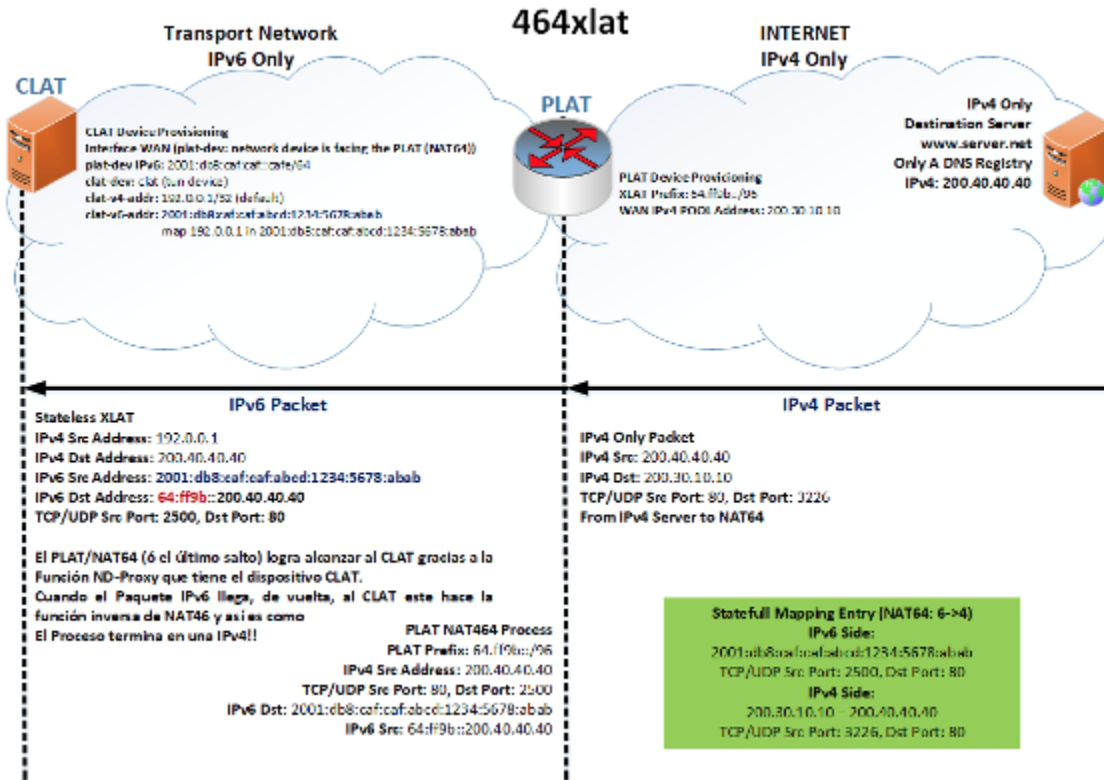 464xlat
Transport Network
IPv6 Only
INTERNET
IPv4 Only
CLAT
PLAT
CLAT Device Provisioning
Interface WAN (plat-dev: network device is facing the PLAT (NAT64))
plat-dev IPv6: 2001:db8:caf:caf::cafe/64
clat-dev: clat (tun device)
clat-v4-addr: 192.0.0.1/32 (default)
clat-v6-addr: 2001:db8:caf:caf:abcd:1234:5678:abab
map 192.0.0.1 in 2001:db8:caf:caf:abcd:1234:5678:abab
PLAT Device Provisioning
XLAT Prefix: 64:ff9b::/96
WAN IPv4 POOL Address: 200.30.10.10
IPv4 Only
Destination Server
www.server.net
Only A DNS Registry
IPv4: 200.40.40.40
IPv6 Packet
IPv4 Packet
Stateless XLAT
IPv4 Src Address: 192.0.0.1
IPv4 Dst Address: 200.40.40.40
IPv6 Src Address: 2001:db8:caf:caf:abcd:1234:5678:abab
IPv6 Dst Address: 64:ff9b::200.40.40.40
TCP/UDP Src Port: 2500, Dst Port: 80
IPv4 Only Packet
IPv4 Src: 200.40.40.40
IPv4 Dst: 200.30.10.10
TCP/UDP Src Port: 80, Dst Port: 3226
From IPv4 Server to NAT64
El PLAT/NAT64 (ó el último salto) logra alcanzar al CLAT gracias a la
Función ND-Proxy que tiene el dispositivo CLAT.
Cuando el Paquete IPv6 llega, de vuelta, al CLAT este hace la
función inversa de NAT46 y asi es como
El Proceso termina en una IPv4!!
PLAT NAT464 Process
PLAT Prefix: 64:ff9b::/96
IPv4 Src Address: 200.40.40.40
TCP/UDP Src Port: 80, Dst Port: 2500
IPv6 Dst: 2001:db8:caf:caf:abcd:1234:5678:abab
IPv6 Src: 64:ff9b::200.40.40.40
Statefull Mapping Entry (NAT64: 6->4)
IPv6 Side:
2001:db8:caf:caf:abcd:1234:5678:abab
TCP/UDP Src Port: 2500, Dst Port: 80
IPv4 Side:
200.30.10.10 – 200.40.40.40
TCP/UDP Src Port: 3226, Dst Port: 80